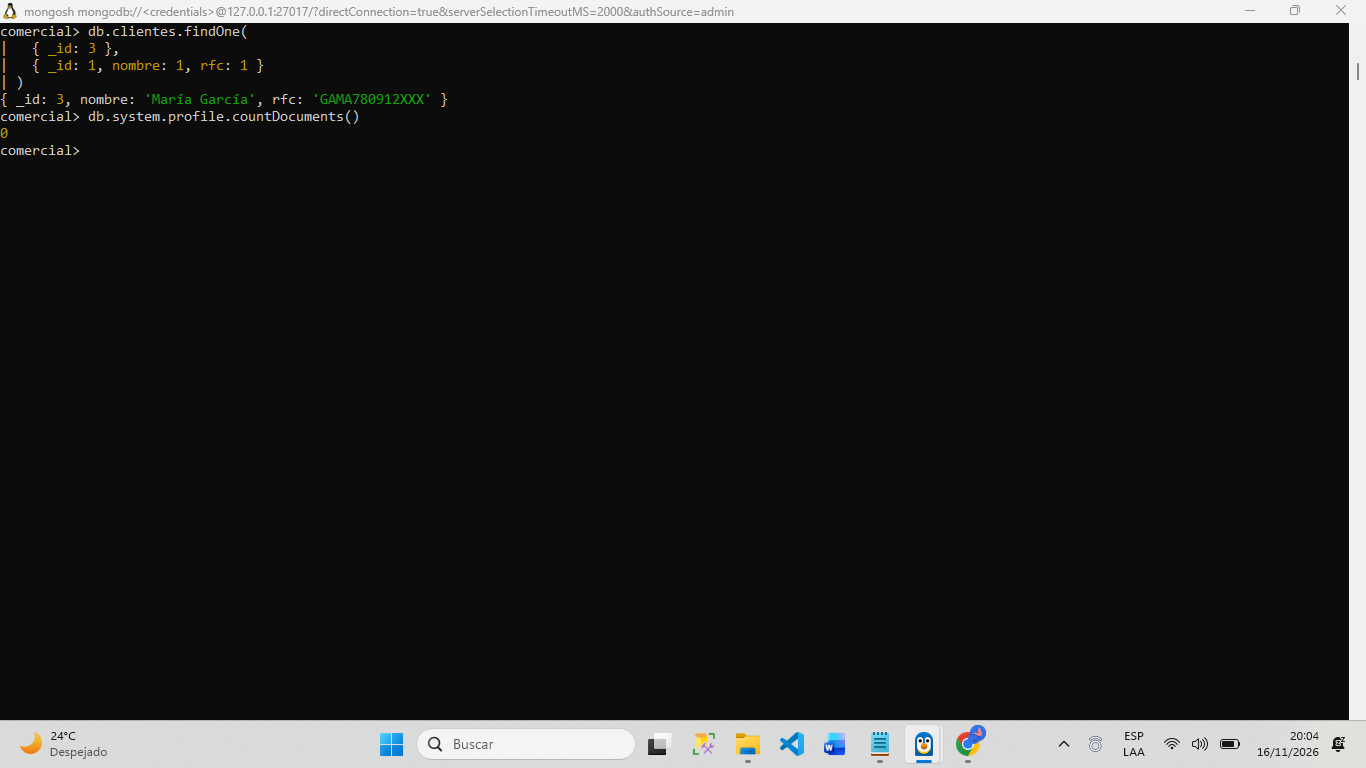 mongosh mongodb://<credentials>@127.0.0.1:27017/?directConnection=true&serverSelectionTimeoutMS=2000&authSource=admin
comercial> db.clientes.findOne(
|   { _id: 3 },
|   { _id: 1, nombre: 1, rfc: 1 }
| )
{ _id: 3, nombre: 'María García', rfc: 'GAMA780912XXX' }
comercial> db.system.profile.countDocuments()
0
comercial>
24°C
Despejado
Buscar
ESP
LAA
20:04
16/11/2026